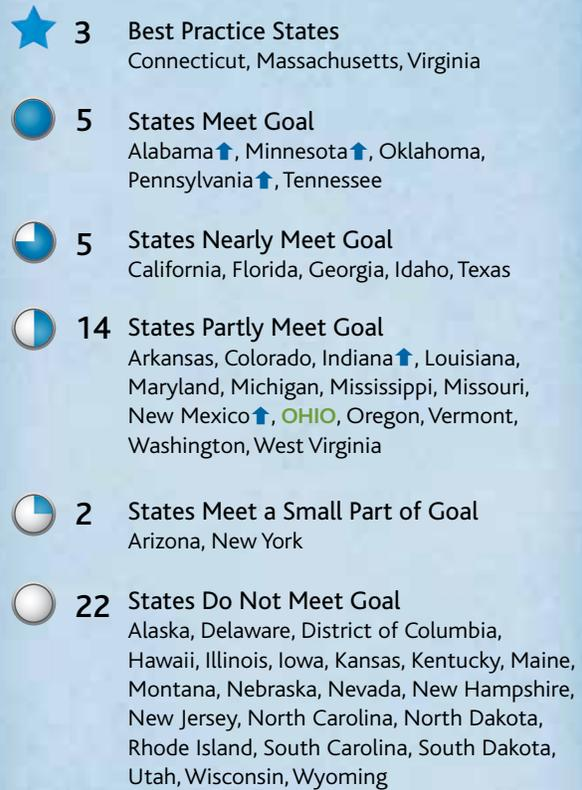 3 Best Practice States
Connecticut, Massachusetts, Virginia
5 States Meet Goal
Alabama⬆, Minnesota⬆, Oklahoma,
Pennsylvania⬆, Tennessee
5 States Nearly Meet Goal
California, Florida, Georgia, Idaho, Texas
14 States Partly Meet Goal
Arkansas, Colorado, Indiana⬆, Louisiana,
Maryland, Michigan, Mississippi, Missouri,
New Mexico⬆, OHIO, Oregon, Vermont,
Washington, West Virginia
2 States Meet a Small Part of Goal
Arizona, New York
22 States Do Not Meet Goal
Alaska, Delaware, District of Columbia,
Hawaii, Illinois, Iowa, Kansas, Kentucky, Maine,
Montana, Nebraska, Nevada, New Hampshire,
New Jersey, North Carolina, North Dakota,
Rhode Island, South Carolina, South Dakota,
Utah, Wisconsin, Wyoming